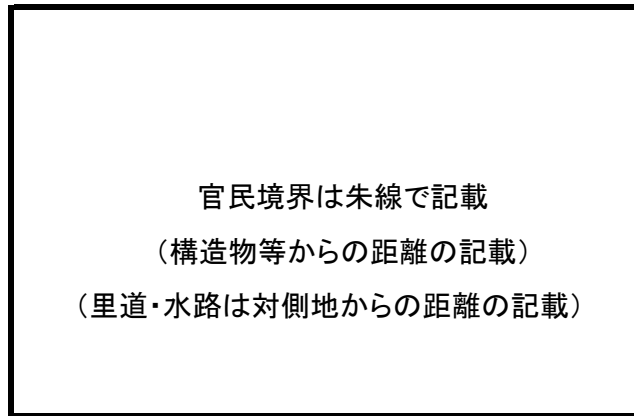 官民境界は朱線で記載
（構造物等からの距離の記載）
（里道・水路は対側地からの距離の記載）